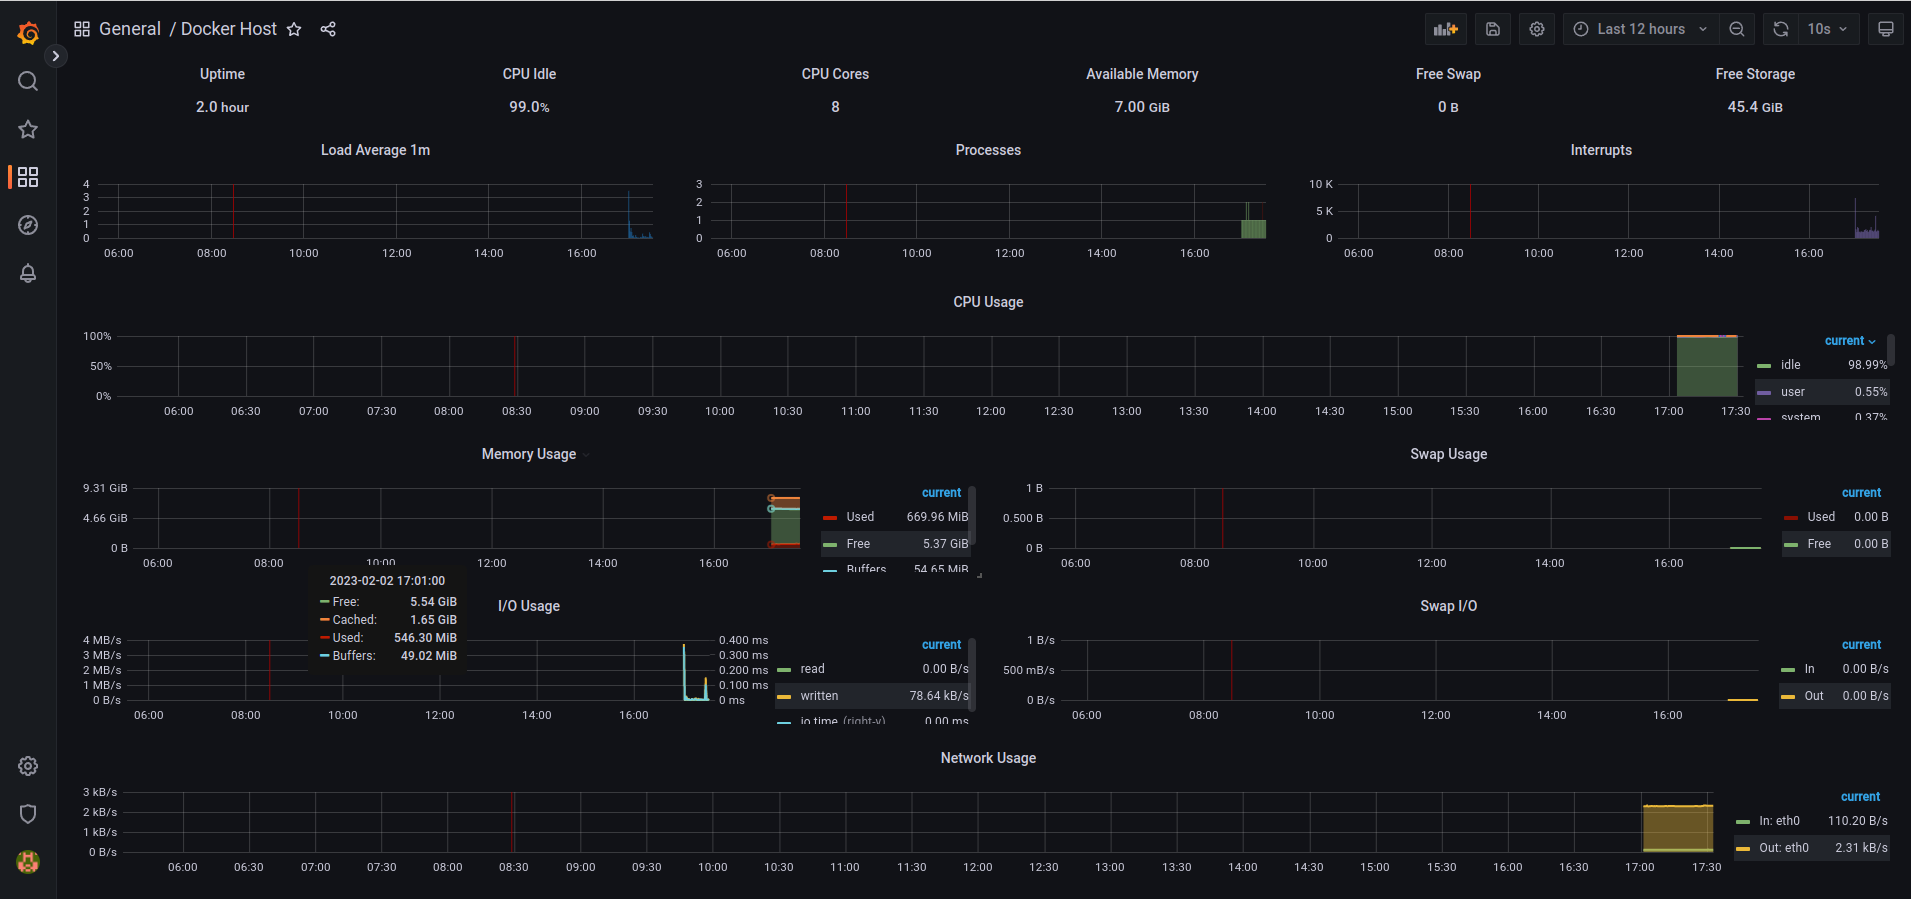 General / Docker Host
Last 12 hours
10s
Uptime
2.0 hour
CPU Idle
99.0%
CPU Cores
8
Available Memory
7.00 GiB
Free Swap
0 B
Free Storage
45.4 GiB
Load Average 1m
4
3
2
1
0
06:00 08:00 10:00 12:00 14:00 16:00
Processes
3
2
1
0
06:00 08:00 10:00 12:00 14:00 16:00
Interrupts
10 K
5 K
0
06:00 08:00 10:00 12:00 14:00 16:00
CPU Usage
100%
50%
0%
06:00 06:30 07:00 07:30 08:00 08:30 09:00 09:30 10:00 10:30 11:00 11:30 12:00 12:30 13:00 13:30 14:00 14:30 15:00 15:30 16:00 16:30 17:00 17:30
current
idle 98.99%
user 0.55%
system 0.37%
Memory Usage
9.31 GiB
4.66 GiB
0 B
06:00 08:00 10:00 12:00 14:00 16:00
current
Used 669.96 MiB
Free 5.37 GiB
Buffers 54.65 MiB
Swap Usage
1 B
0.500 B
0 B
06:00 08:00 10:00 12:00 14:00 16:00
current
Used 0.00 B
Free 0.00 B
2023-02-02 17:01:00
Free: 5.54 GiB
Cached: 1.65 GiB
Used: 546.30 MiB
Buffers: 49.02 MiB
I/O Usage
4 MB/s
3 MB/s
2 MB/s
1 MB/s
0 B/s
0.400 ms
0.300 ms
0.200 ms
0.100 ms
0 ms
06:00 08:00 10:00 12:00 14:00 16:00
current
read 0.00 B/s
written 78.64 kB/s
io time (right-y) 0.00 ms
Swap I/O
1 B/s
500 mB/s
0 B/s
06:00 08:00 10:00 12:00 14:00 16:00
current
In 0.00 B/s
Out 0.00 B/s
Network Usage
3 kB/s
2 kB/s
1 kB/s
0 B/s
06:00 06:30 07:00 07:30 08:00 08:30 09:00 09:30 10:00 10:30 11:00 11:30 12:00 12:30 13:00 13:30 14:00 14:30 15:00 15:30 16:00 16:30 17:00 17:30
current
In: eth0 110.20 B/s
Out: eth0 2.31 kB/s